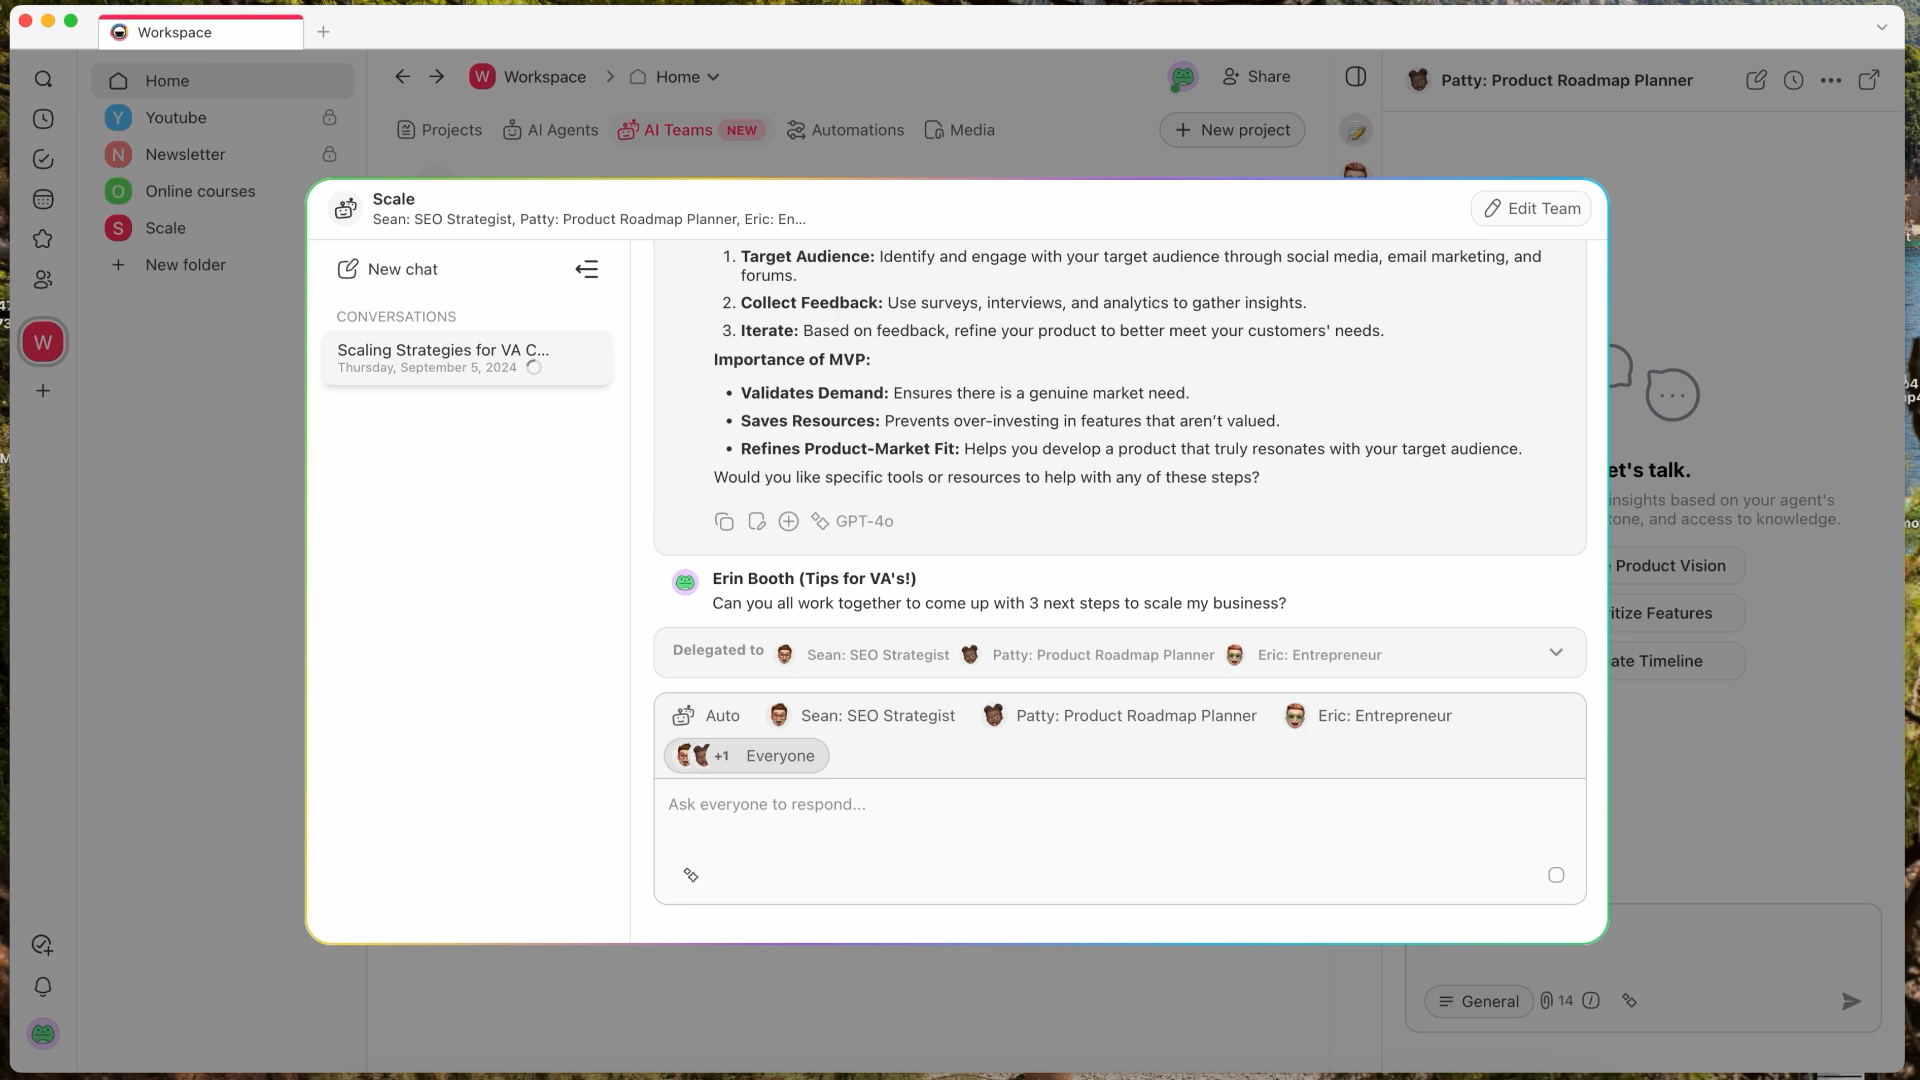 Workspace
Home
Youtube
Newsletter
Online courses
Scale
New folder
W
Workspace
Home
Share
Projects
AI Agents
AI Teams NEW
Automations
Media
New project
Patty: Product Roadmap Planner
Scale
Sean: SEO Strategist, Patty: Product Roadmap Planner, Eric: En...
Edit Team
New chat
CONVERSATIONS
Scaling Strategies for VA C...
Thursday, September 5, 2024
1. Target Audience: Identify and engage with your target audience through social media, email marketing, and
forums.
2. Collect Feedback: Use surveys, interviews, and analytics to gather insights.
3. Iterate: Based on feedback, refine your product to better meet your customers' needs.
Importance of MVP:
• Validates Demand: Ensures there is a genuine market need.
• Saves Resources: Prevents over-investing in features that aren’t valued.
• Refines Product-Market Fit: Helps you develop a product that truly resonates with your target audience.
Would you like specific tools or resources to help with any of these steps?
GPT-4o
Erin Booth (Tips for VA's!)
Can you all work together to come up with 3 next steps to scale my business?
Delegated to Sean: SEO Strategist Patty: Product Roadmap Planner Eric: Entrepreneur
Auto Sean: SEO Strategist Patty: Product Roadmap Planner Eric: Entrepreneur
+1 Everyone
Ask everyone to respond...
et's talk.
insights based on your agent's
tone, and access to knowledge.
Product Vision
itize Features
ate Timeline
General
14